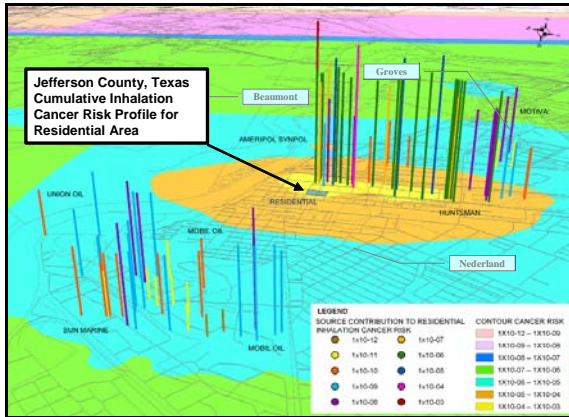 Jefferson County, Texas
Cumulative Inhalation
Cancer Risk Profile for
Residential Area
Beaumont
Groves
MOTIVA
AMERIPOL SYNPOL
UNION OIL
RESIDENTIAL
HUNTSMAN
MOBIL OIL
Nederland
SUN MARINE
MOBIL OIL
LEGEND
SOURCE CONTRIBUTION TO RESIDENTIAL
INHALATION CANCER RISK
1x10-12
1x10-11
1x10-10
1x10-09
1x10-08
1x10-07
1x10-06
1x10-05
1x10-04
1x10-03
CONTOUR CANCER RISK
1X10-12 – 1X10-09
1X10-09 – 1X10-08
1X10-08 – 1X10-07
1X10-07 – 1X10-06
1X10-06 – 1X10-05
1X10-05 – 1X10-04
1X10-04 – 1X10-03